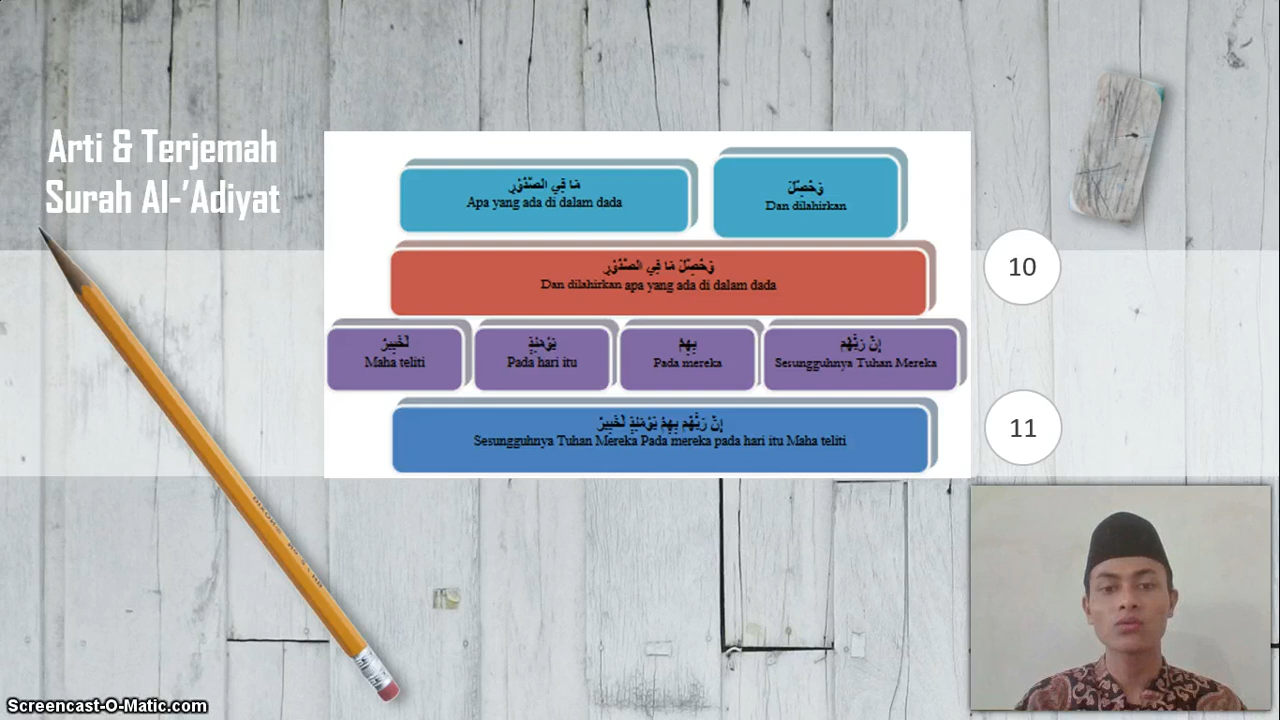 Arti & Terjemah
Surah Al-’Adiyat
وَحُصِّلَ
Dan dilahirkan
مَا فِي الصُّدُوْرِ
Apa yang ada di dalam dada
وَحُصِّلَ مَا فِي الصُّدُوْرِ
Dan dilahirkan apa yang ada di dalam dada
10
إِنَّ رَبَّهُم
Sesungguhnya Tuhan Mereka
بِهِمْ
Pada mereka
يَوْمَئِذٍ
Pada hari itu
لَخَبِيرٌ
Maha teliti
إِنَّ رَبَّهُم بِهِمْ يَوْمَئِذٍ لَخَبِيرٌ
Sesungguhnya Tuhan Mereka Pada mereka pada hari itu Maha teliti
11
Screencast-O-Matic.com